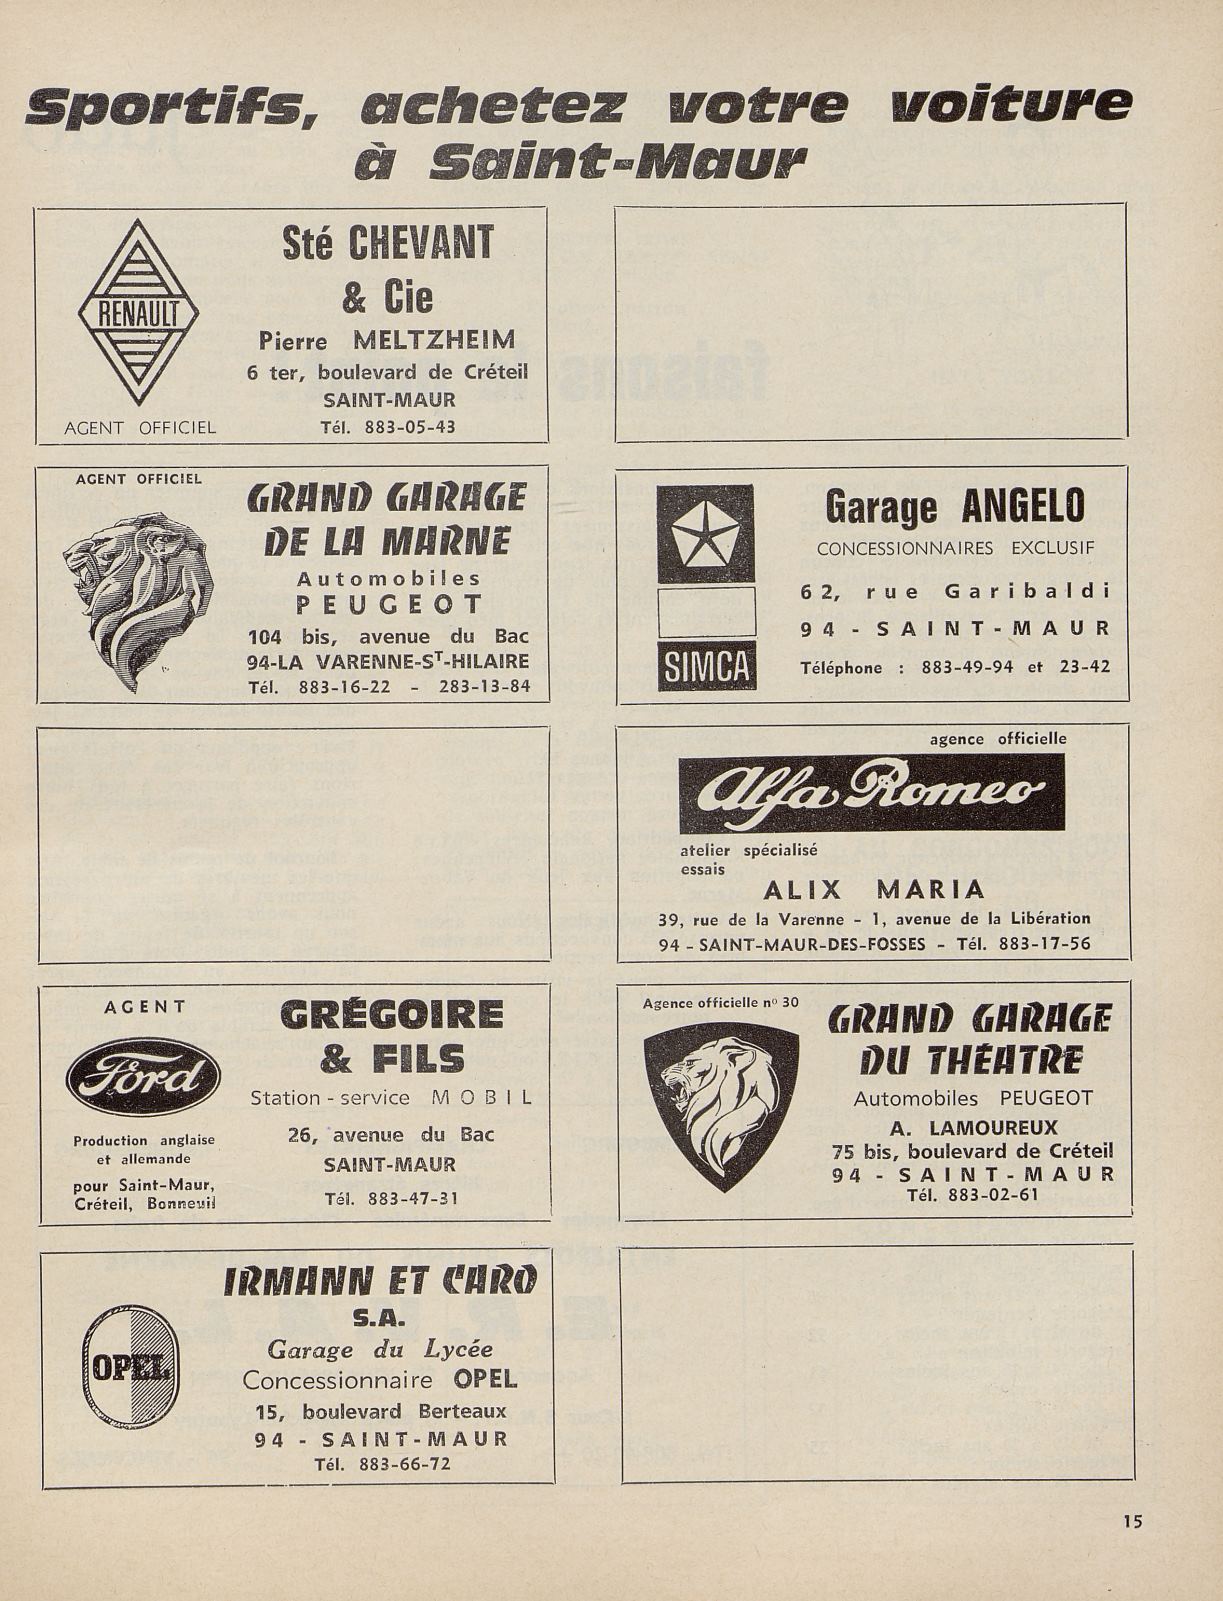 Sportifs, achetez votre voiture
à Saint-Maur
RENAULT
AGENT OFFICIEL
Sté CHEVANT
& Cie
Pierre MELTZHEIM
6 ter, boulevard de Créteil
SAINT-MAUR
Tél. 883-05-43
AGENT OFFICIEL
GRAND GARAGE
DE LA MARNE
Automobiles
PEUGEOT
104 bis, avenue du Bac
94-LA VARENNE-ST-HILAIRE
Tél. 883-16-22 - 283-13-84
SIMCA
Garage ANGELO
CONCESSIONNAIRES EXCLUSIF
62, rue Garibaldi
94 - SAINT-MAUR
Téléphone : 883-49-94 et 23-42
agence officielle
Alfa Romeo
atelier spécialisé
essais
ALIX MARIA
39, rue de la Varenne - 1, avenue de la Libération
94 - SAINT-MAUR-DES-FOSSES - Tél. 883-17-56
AGENT
Ford
Production anglaise
et allemande
pour Saint-Maur,
Créteil, Bonneuil
GRÉGOIRE
& FILS
Station - service MOBIL
26, avenue du Bac
SAINT-MAUR
Tél. 883-47-31
Agence officielle no 30
GRAND GARAGE
DU THÉATRE
Automobiles PEUGEOT
A. LAMOUREUX
75 bis, boulevard de Créteil
94 - SAINT-MAUR
Tél. 883-02-61
OPEL
IRMANN ET CARO
S.A.
Garage du Lycée
Concessionnaire OPEL
15, boulevard Berteaux
94 - SAINT-MAUR
Tél. 883-66-72
15